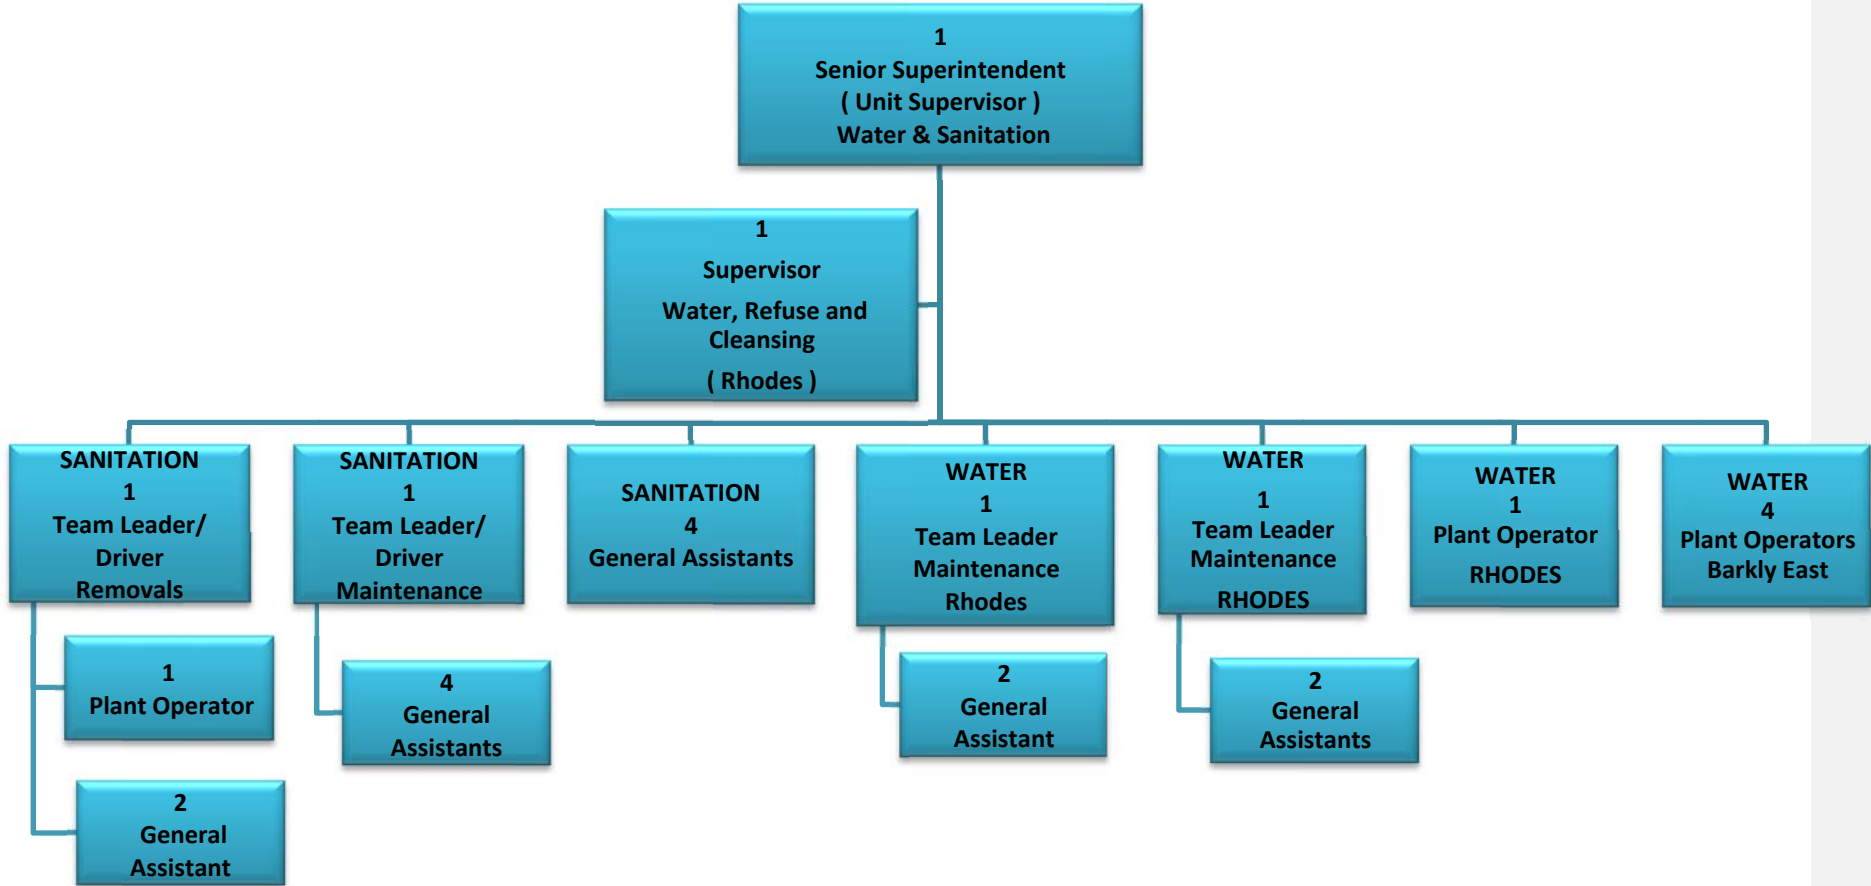 1
Senior Superintendent
( Unit Supervisor )
Water & Sanitation
1
Supervisor
Water, Refuse and
Cleansing
( Rhodes )
SANITATION
1
Team Leader/
Driver
Removals
SANITATION
1
Team Leader/
Driver
Maintenance
SANITATION
4
General Assistants
WATER
1
Team Leader
Maintenance
Rhodes
WATER
1
Team Leader
Maintenance
RHODES
WATER
1
Plant Operator
RHODES
WATER
4
Plant Operators
Barkly East
1
Plant Operator
4
General
Assistants
2
General
Assistant
2
General
Assistants
2
General
Assistant